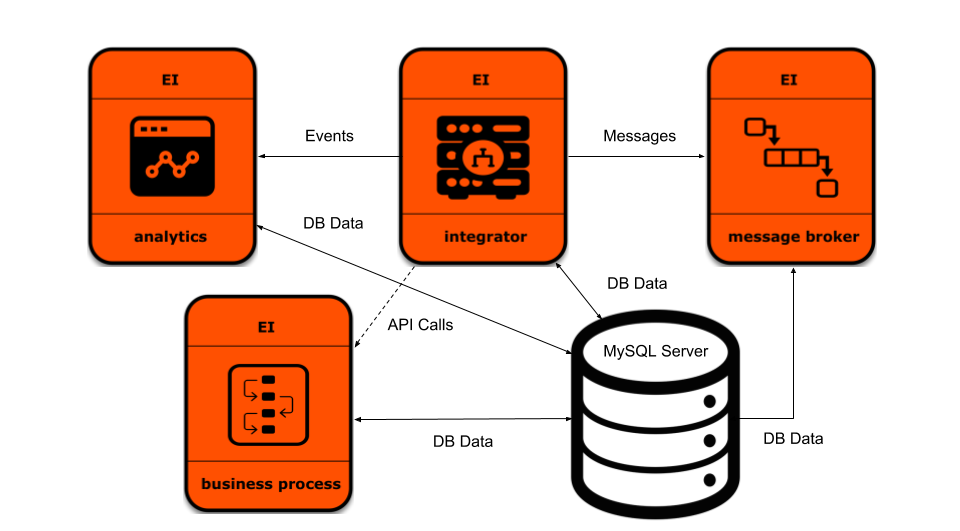 EI
EI
EI
Events
Messages
analytics
integrator
message broker
DB Data
DB Data
API Calls
EI
MySQL Server
DB Data
DB Data
business process